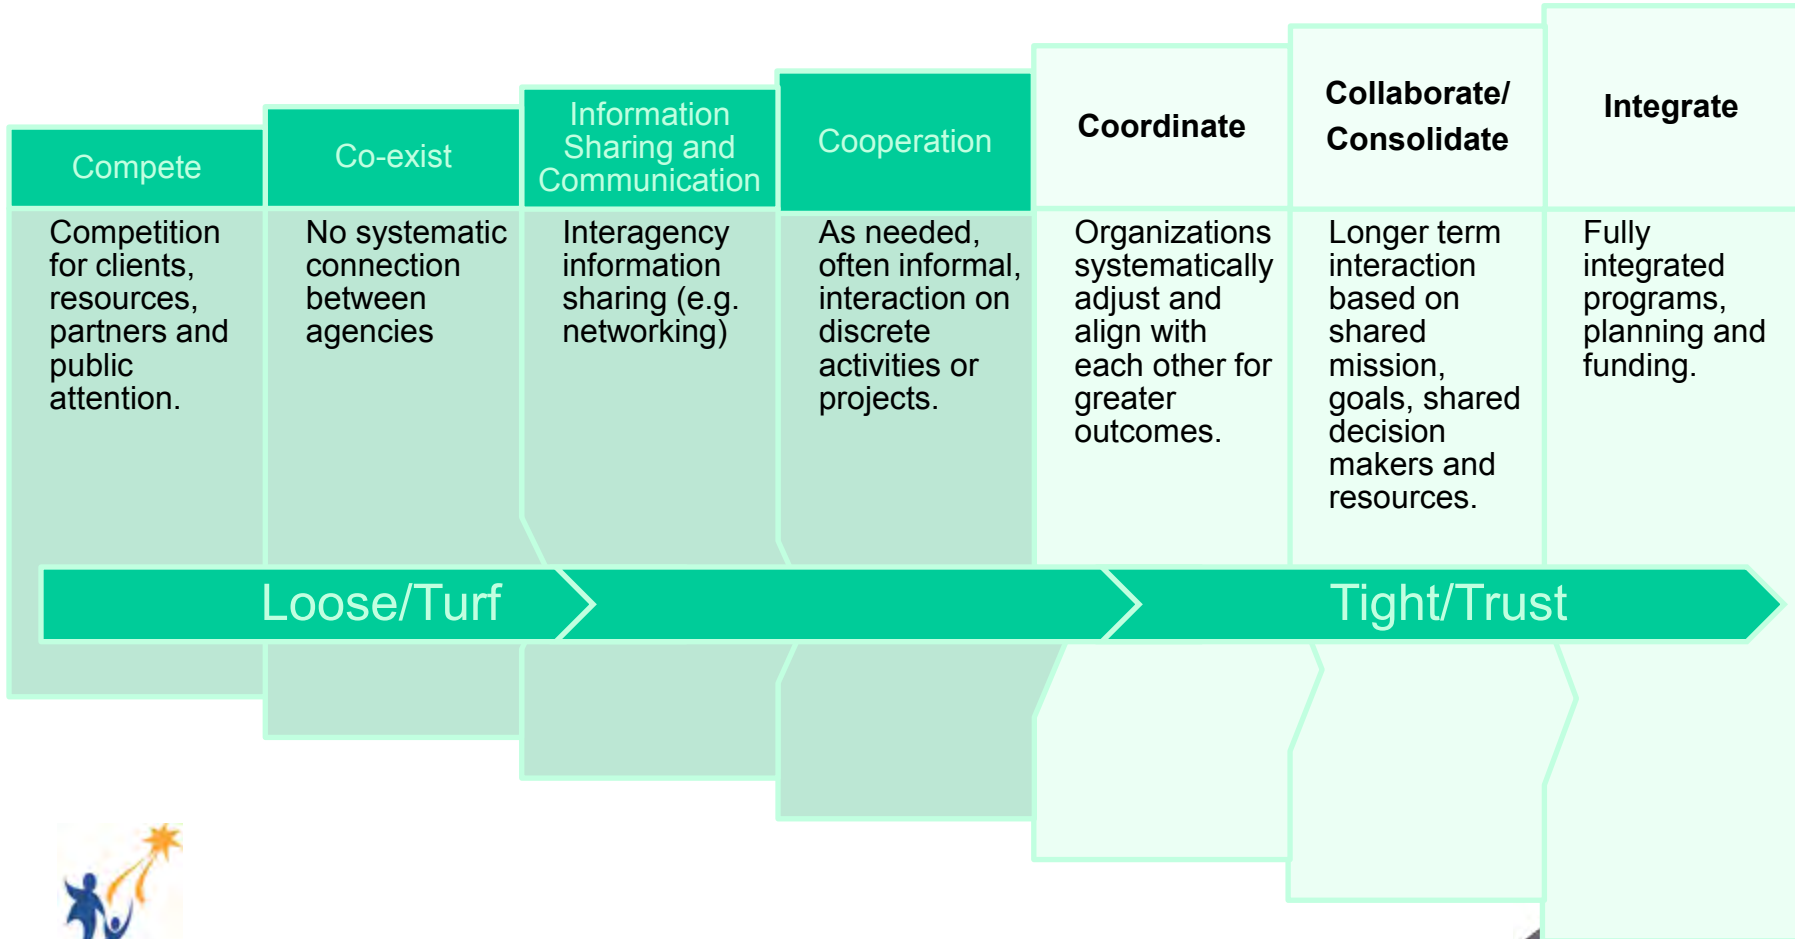 Compete
Competition
for clients,
resources,
partners and
public
attention.
Co-exist
No systematic
connection
between
agencies
Information
Sharing and
Communication
Interagency
information
sharing (e.g.
networking)
Cooperation
As needed,
often informal,
interaction on
discrete
activities or
projects.
Coordinate
Organizations
systematically
adjust and
align with
each other for
greater
outcomes.
Collaborate/
Consolidate
Longer term
interaction
based on
shared
mission,
goals, shared
decision
makers and
resources.
Integrate
Fully
integrated
programs,
planning and
funding.
Loose/Turf
Tight/Trust